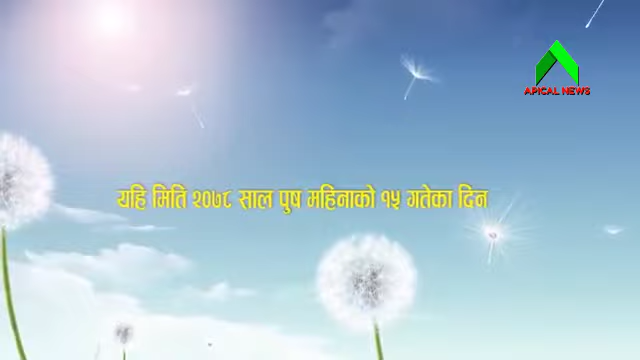 APICAL NEWS
यहि मिति २०७८ साल पुष महिनाको १५ गतेका दिन